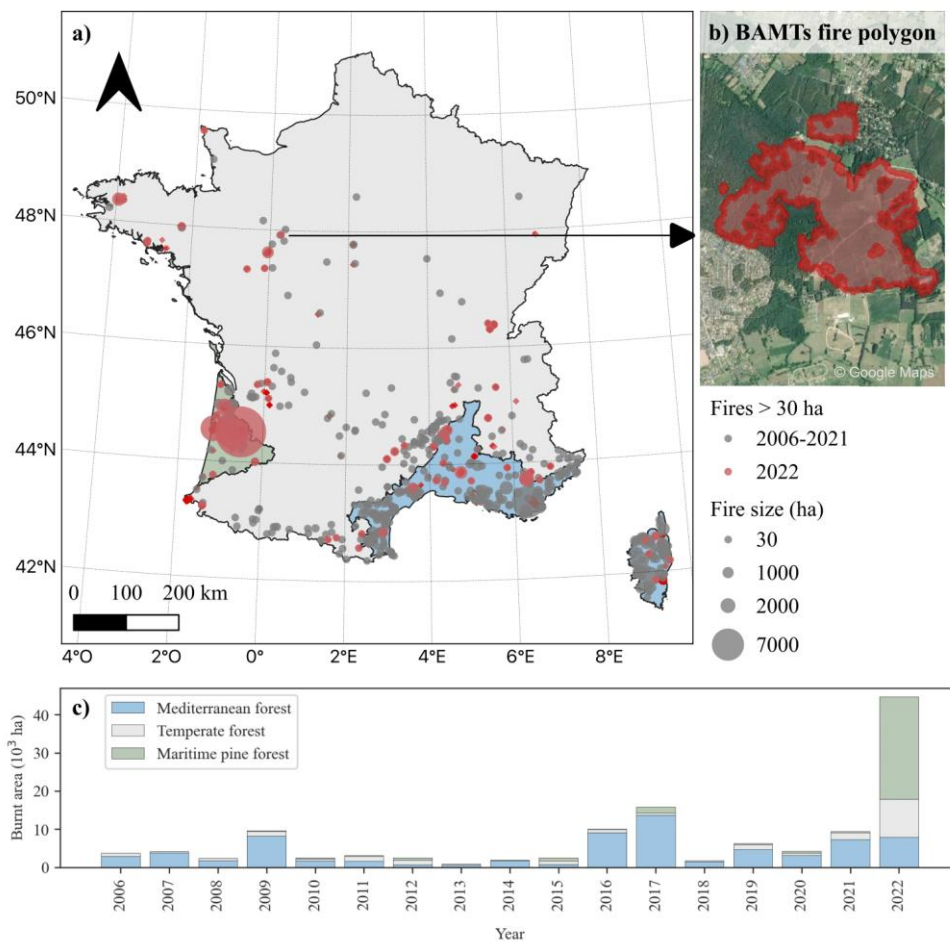 a)
b) BAMTs fire polygon
50°N
48°N
46°N
44°N
42°N
0 100 200 km
4°O 2°O 0° 2°E 4°E 6°E 8°E
© Google Maps
Fires > 30 ha
2006-2021
2022
Fire size (ha)
30
1000
2000
7000
c)
Mediterranean forest
Temperate forest
Maritime pine forest
Burnt area (10³ ha)
40
30
20
10
0
2006 2007 2008 2009 2010 2011 2012 2013 2014 2015 2016 2017 2018 2019 2020 2021 2022
Year